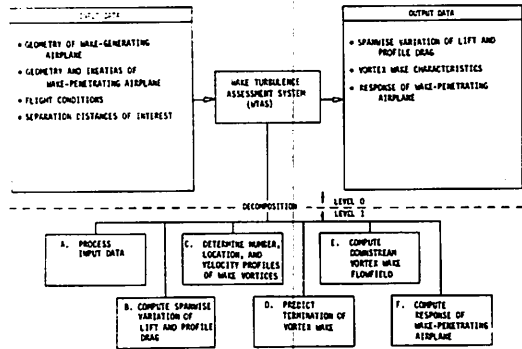 INPUT DATA
• GEOMETRY OF WAKE-GENERATING
AIRPLANE
• GEOMETRY AND INERTIAS OF
WAKE-PENETRATING AIRPLANE
• FLIGHT CONDITIONS
• SEPARATION DISTANCES OF INTEREST
WAKE TURBULENCE
ASSESSMENT SYSTEM
(WTAS)
OUTPUT DATA
• SPANWISE VARIATION OF LIFT AND
PROFILE DRAG
• VORTEX WAKE CHARACTERISTICS
• RESPONSE OF WAKE-PENETRATING
AIRPLANE
DECOMPOSITION
LEVEL 0
LEVEL 1
A. PROCESS
INPUT DATA
C. DETERMINE NUMBER,
LOCATION, AND
VELOCITY PROFILES
OF WAKE VORTICES
E. COMPUTE
DOWNSTREAM
VORTEX WAKE
FLOWFIELD
B. COMPUTE SPANWISE
VARIATION OF
LIFT AND PROFILE
DRAG
D. PREDICT
TERMINATION OF
VORTEX WAKE
F. COMPUTE
RESPONSE OF
WAKE-PENETRATING
AIRPLANE